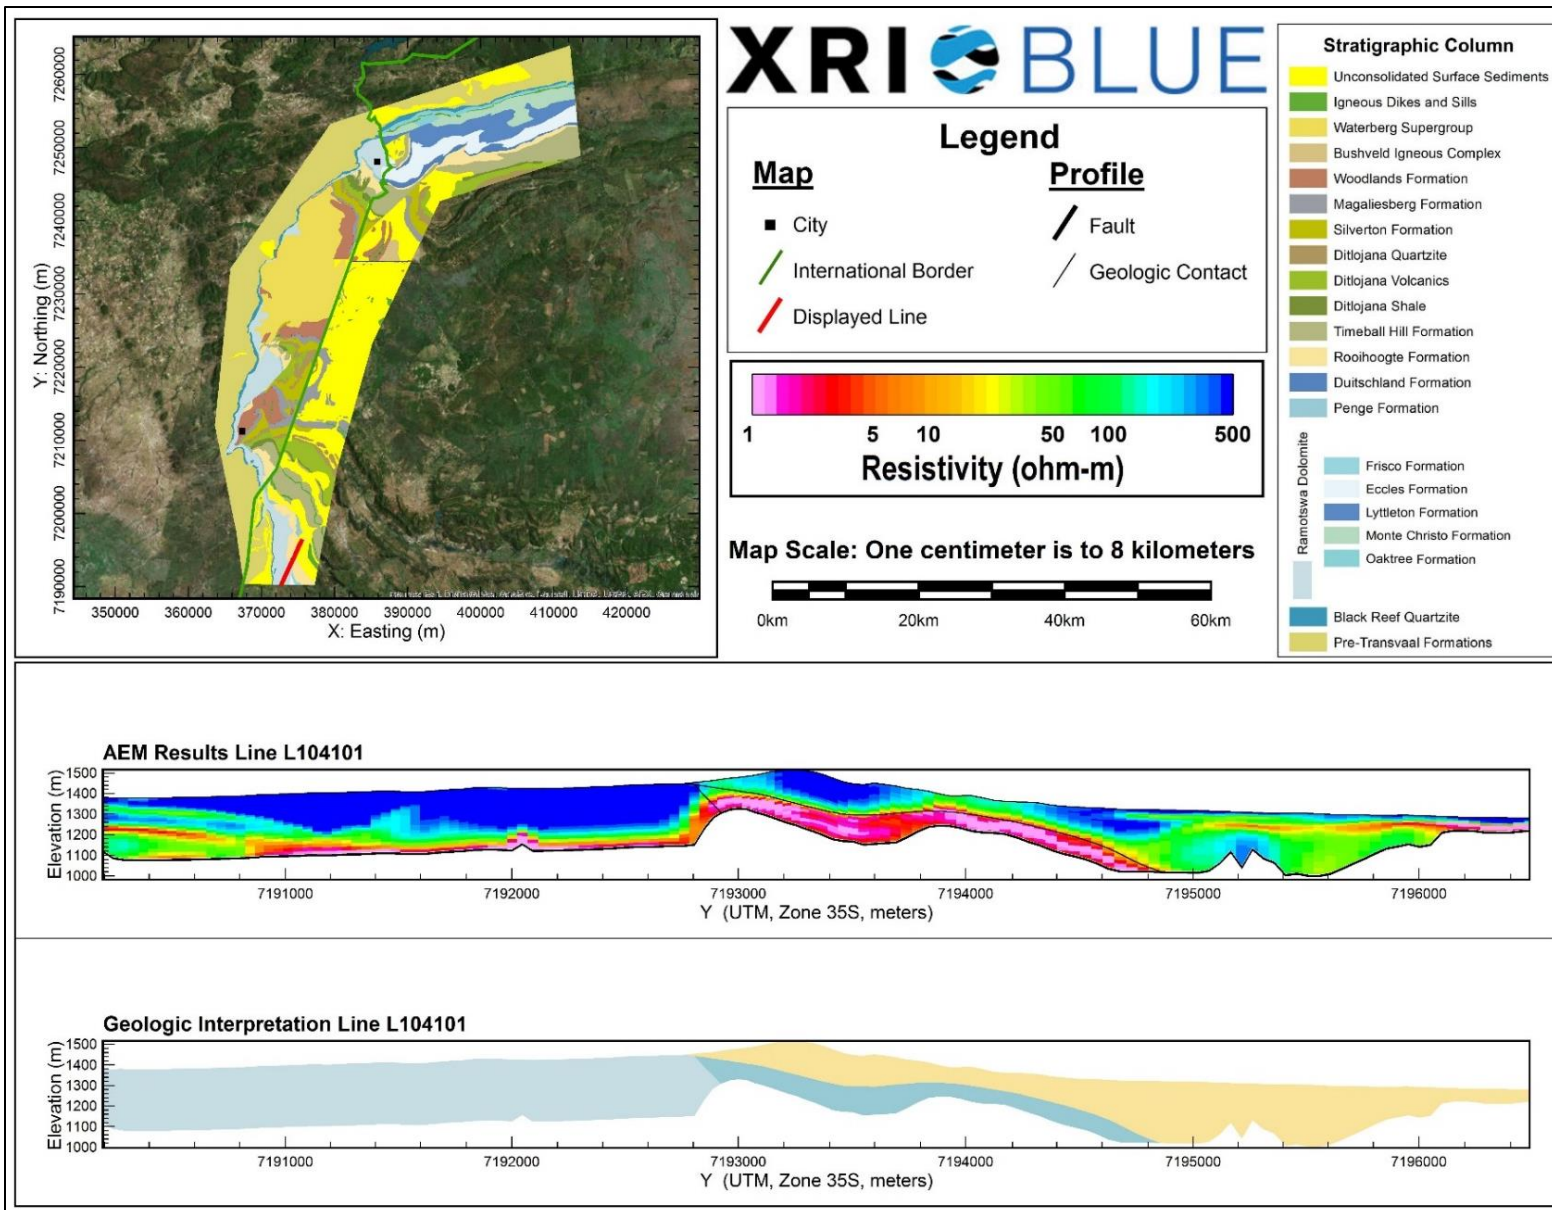 7260000
7250000
7240000
7230000
7220000
7210000
7200000
7190000
Y: Northing (m)
350000 360000 370000 380000 390000 400000 410000 420000
X: Easting (m)
XRI BLUE
Legend
Map
Profile
City
Fault
International Border
Geologic Contact
Displayed Line
1 5 10 50 100 500
Resistivity (ohm-m)
Map Scale: One centimeter is to 8 kilometers
0km 20km 40km 60km
Stratigraphic Column
Unconsolidated Surface Sediments
Igneous Dikes and Sills
Waterberg Supergroup
Bushveld Igneous Complex
Woodlands Formation
Magaliesberg Formation
Silverton Formation
Ditlojana Quartzite
Ditlojana Volcanics
Ditlojana Shale
Timeball Hill Formation
Rooihoogte Formation
Duitschland Formation
Penge Formation
Ramotswa Dolomite
Frisco Formation
Eccles Formation
Lyttleton Formation
Monte Christo Formation
Oaktree Formation
Black Reef Quartzite
Pre-Transvaal Formations
AEM Results Line L104101
Elevation (m)
1500
1400
1300
1200
1100
1000
7191000 7192000 7193000 7194000 7195000 7196000
Y (UTM, Zone 35S, meters)
Geologic Interpretation Line L104101
Elevation (m)
1500
1400
1300
1200
1100
1000
7191000 7192000 7193000 7194000 7195000 7196000
Y (UTM, Zone 35S, meters)